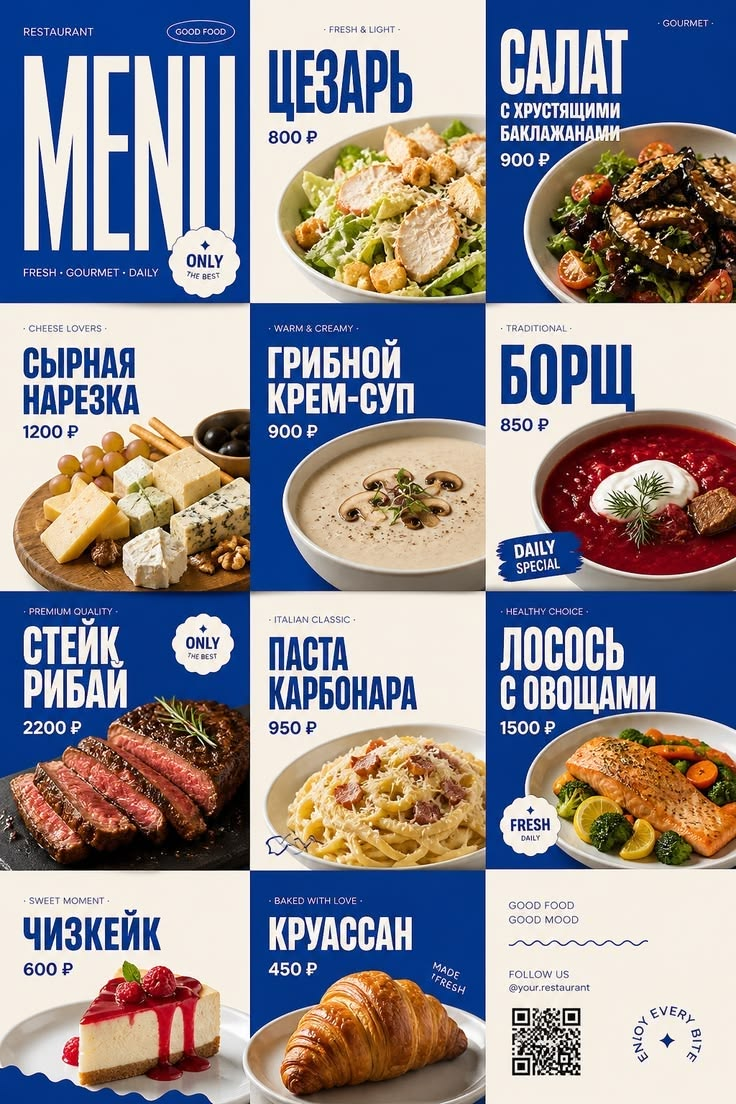 RESTAURANT
GOOD FOOD
MENU
ONLY
THE BEST
FRESH • GOURMET • DAILY
· FRESH & LIGHT ·
ЦЕЗАРЬ
800 ₽
· GOURMET ·
САЛАТ
С ХРУСТЯЩИМИ
БАКЛАЖАНАМИ
900 ₽
· CHEESE LOVERS ·
СЫРНАЯ
НАРЕЗКА
1200 ₽
· WARM & CREAMY ·
ГРИБНОЙ
КРЕМ-СУП
900 ₽
· TRADITIONAL ·
БОРЩ
850 ₽
DAILY
SPECIAL
· PREMIUM QUALITY ·
СТЕЙК
РИБАЙ
2200 ₽
ONLY
THE BEST
· ITALIAN CLASSIC ·
ПАСТА
КАРБОНАРА
950 ₽
· HEALTHY CHOICE ·
ЛОСОСЬ
С ОВОЩАМИ
1500 ₽
FRESH
DAILY
· SWEET MOMENT ·
ЧИЗКЕЙК
600 ₽
· BAKED WITH LOVE ·
КРУАССАН
450 ₽
MADE
FRESH
GOOD FOOD
GOOD MOOD
FOLLOW US
@your.restaurant
ENJOY EVERY BITE